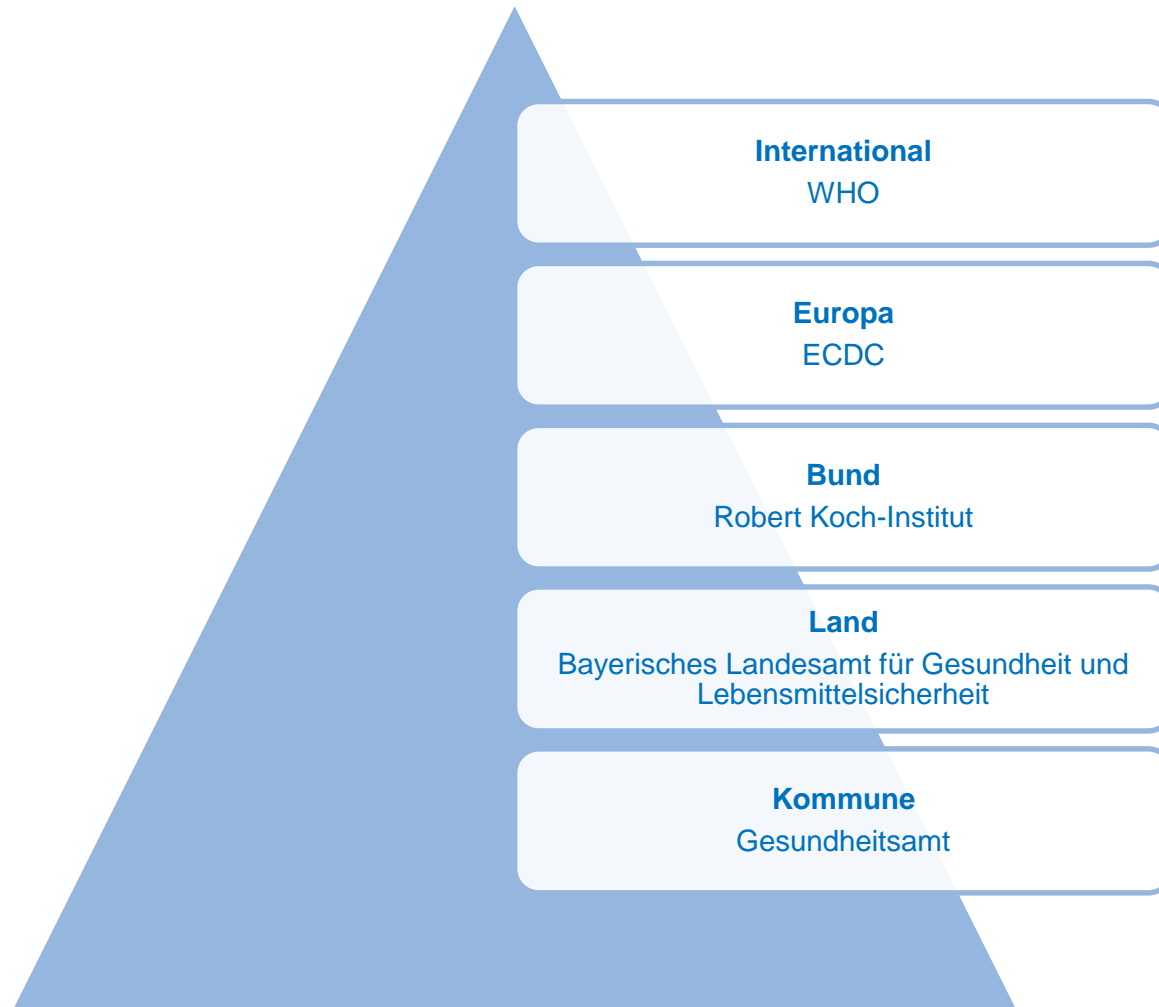 International
WHO
Europa
ECDC
Bund
Robert Koch-Institut
Land
Bayerisches Landesamt für Gesundheit und
Lebensmittelsicherheit
Kommune
Gesundheitsamt